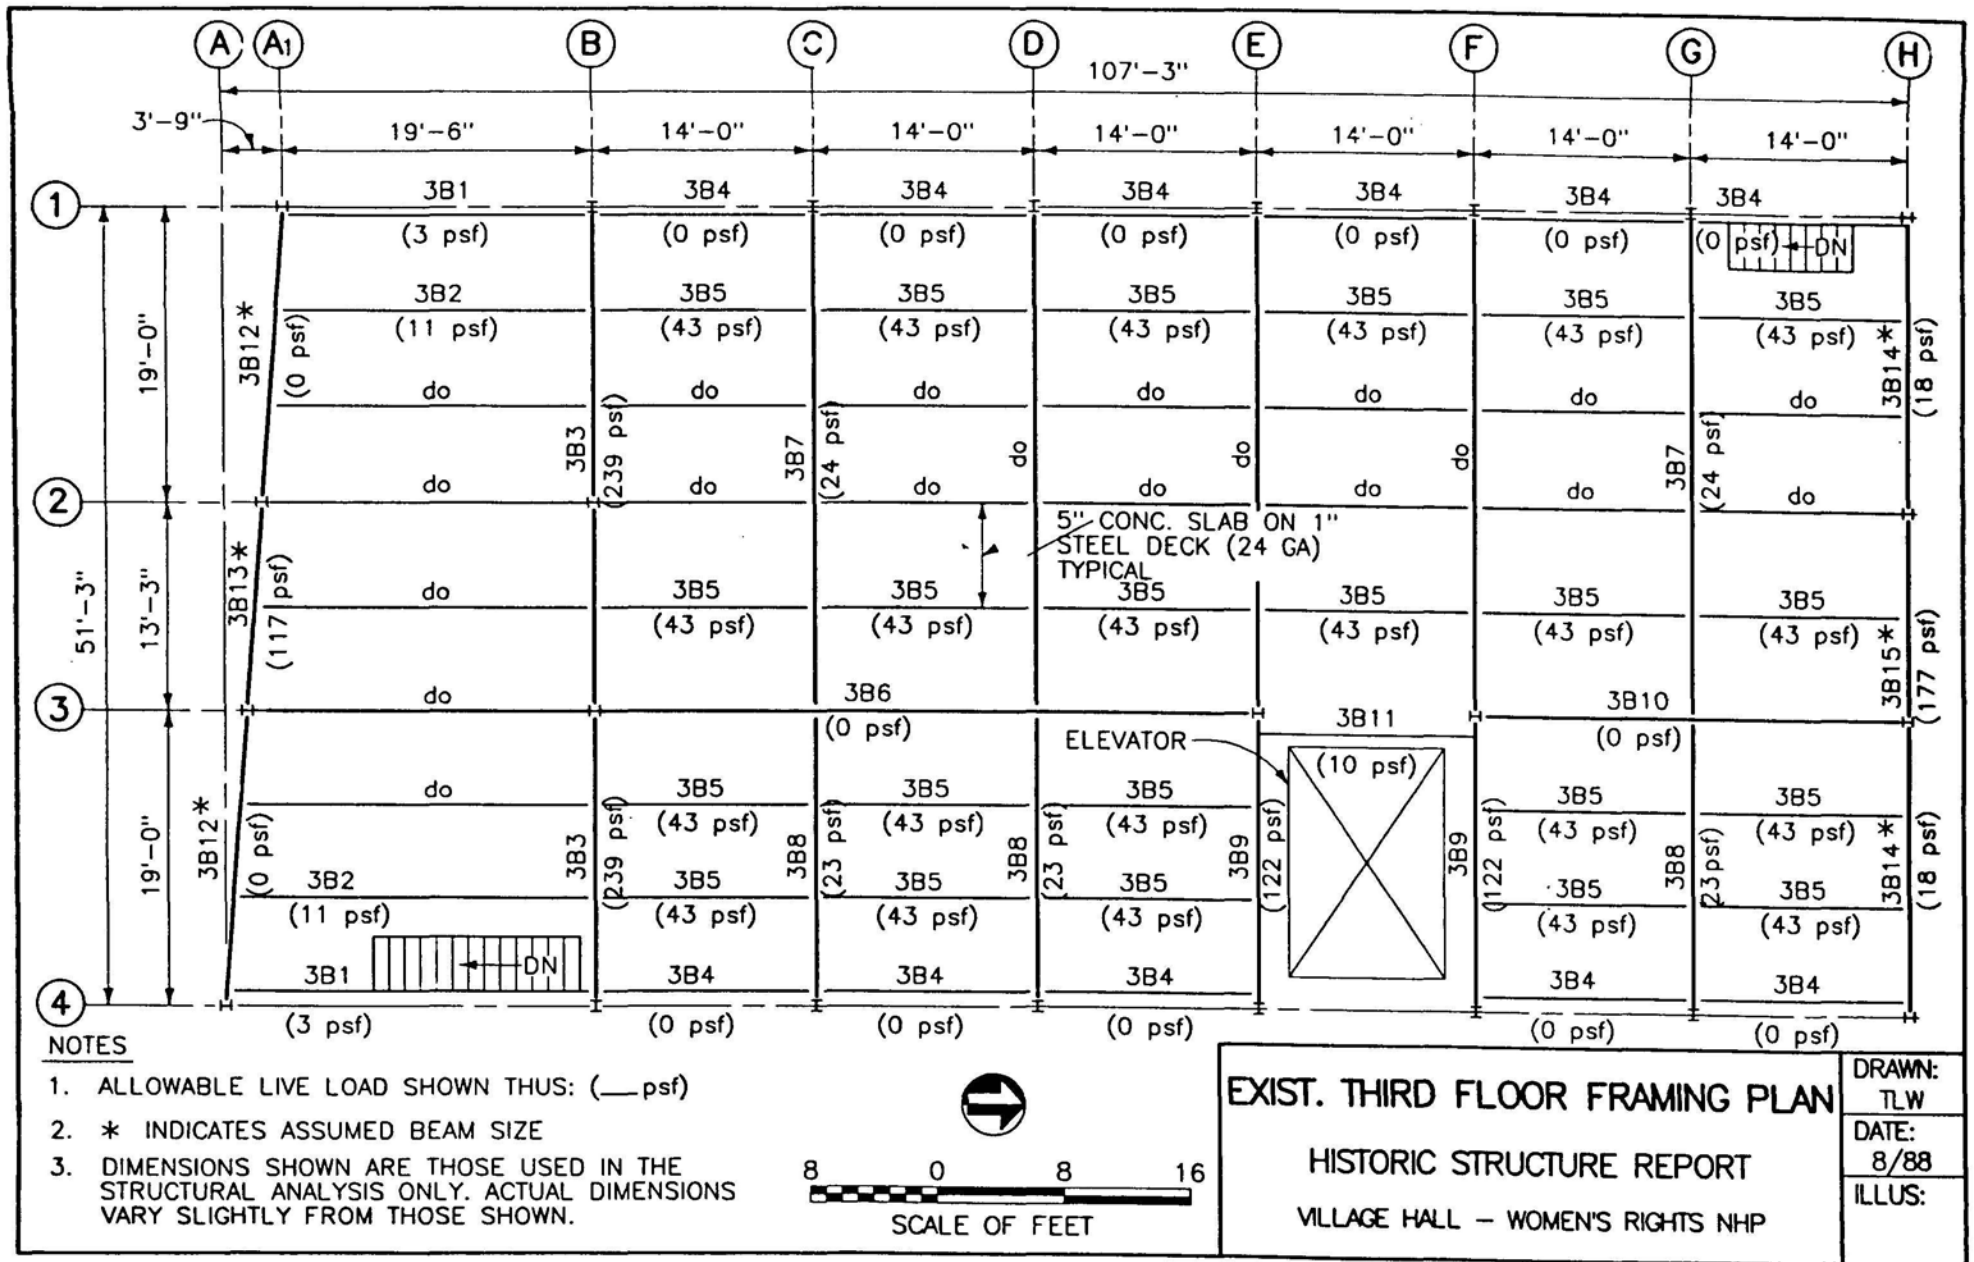 A A1 B C D E F G H
107'-3"
3'-9" 19'-6" 14'-0" 14'-0" 14'-0" 14'-0" 14'-0" 14'-0"
1 3B1 3B4 3B4 3B4 3B4 3B4 3B4
(3 psf) (0 psf) (0 psf) (0 psf) (0 psf) (0 psf) (0 psf) DN
3B2 3B5 3B5 3B5 3B5 3B5 3B5
(11 psf) (43 psf) (43 psf) (43 psf) (43 psf) (43 psf) (43 psf)
19'-0" 3B12* (0 psf) 3B14* (18 psf)
do do do do do do do
3B3 (239 psf) 3B7 (24 psf) do do do 3B7 (24 psf)
2 do do do do do do do
5" CONC. SLAB ON 1"
STEEL DECK (24 GA)
TYPICAL
51'-3" 13'-3" 3B13* (117 psf)
do 3B5 3B5 3B5 3B5 3B5 3B5
(43 psf) (43 psf) (43 psf) (43 psf) (43 psf) (43 psf)
3B15* (177 psf)
3 do 3B6 3B11 3B10
(0 psf) (0 psf)
ELEVATOR (10 psf)
do 3B5 3B5 3B5 3B5 3B5
(43 psf) (43 psf) (43 psf) (43 psf) (43 psf)
19'-0" 3B12* (0 psf) 3B3 (239 psf) 3B8 (23 psf) 3B8 (23 psf) 3B9 (122 psf) 3B9 (122 psf) 3B8 (23 psf) 3B14* (18 psf)
3B2 3B5 3B5 3B5 3B5 3B5
(11 psf) (43 psf) (43 psf) (43 psf) (43 psf) (43 psf)
DN
3B1 3B4 3B4 3B4 3B4 3B4
4
(3 psf) (0 psf) (0 psf) (0 psf) (0 psf) (0 psf)
NOTES
1. ALLOWABLE LIVE LOAD SHOWN THUS: (__psf)
2. * INDICATES ASSUMED BEAM SIZE
3. DIMENSIONS SHOWN ARE THOSE USED IN THE
STRUCTURAL ANALYSIS ONLY. ACTUAL DIMENSIONS
VARY SLIGHTLY FROM THOSE SHOWN.
8 0 8 16
SCALE OF FEET
EXIST. THIRD FLOOR FRAMING PLAN
HISTORIC STRUCTURE REPORT
VILLAGE HALL – WOMEN'S RIGHTS NHP
DRAWN:
TLW
DATE:
8/88
ILLUS: